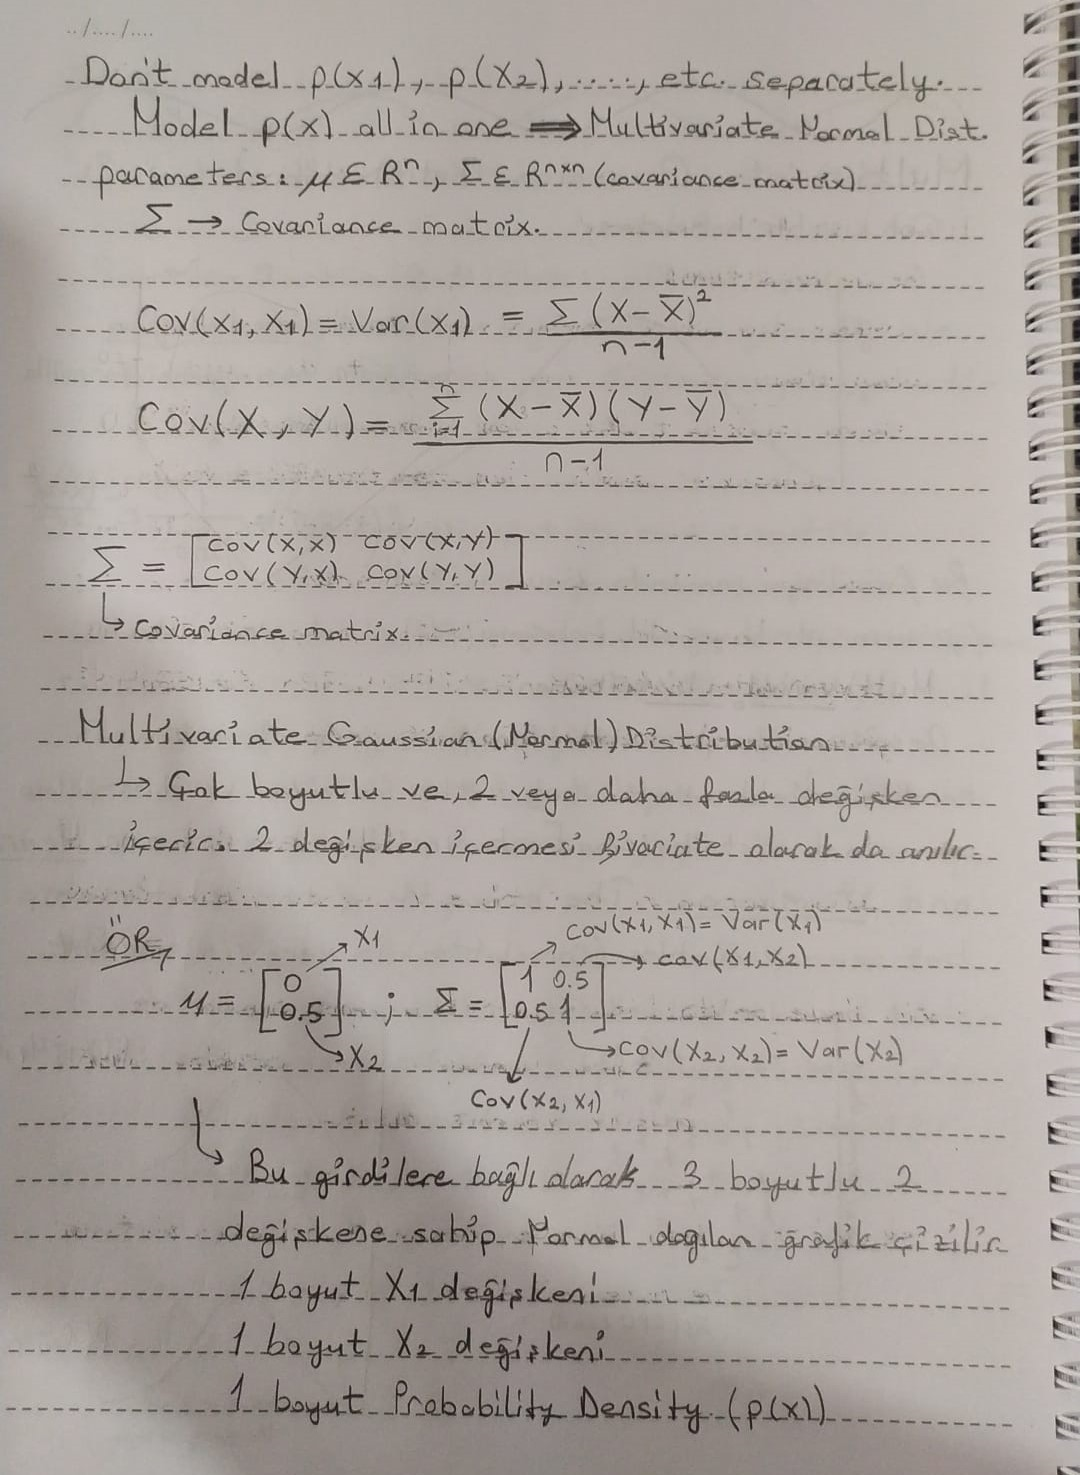 ../..../....
Don't model p(x1), p(x2),....., etc. separately.
Model p(x) all in one ⟹ Multivariate Normal Dist.
parameters: μ ε Rⁿ, Σ ε Rⁿˣⁿ (covariance matrix)
Σ → Covariance matrix.
Cov(x1, x1) = Var(x1) = Σ (X-X̄)² / n-1
Cov(X, Y) = Σ_{i=1}^{n} (X-X̄)(Y-Ȳ) / n-1
Σ = [cov(x,x) cov(x,y)
cov(y,x) cov(y,y)]
↳ covariance matrix.
Multivariate Gaussian (Normal) Distribution
↳ Çok boyutlu ve, 2 veya daha fazla değişken
içerir. 2 değişken içermesi Bivariate olarak da anılır.
ÖR,
→ X1
cov(x1, x1) = Var(x1)
→ cov(x1, x2)
μ = [0
0.5] ; Σ = [1 0.5
0.5 1]
→ X2
→ cov(x2, x2) = Var(x2)
Cov(x2, x1)
↳ Bu girdilere bağlı olarak 3 boyutlu 2
değişkene sahip Normal dağılan grafik çizilir
1 boyut X1 değişkeni
1 boyut X2 değişkeni
1 boyut Probability Density (p(x))